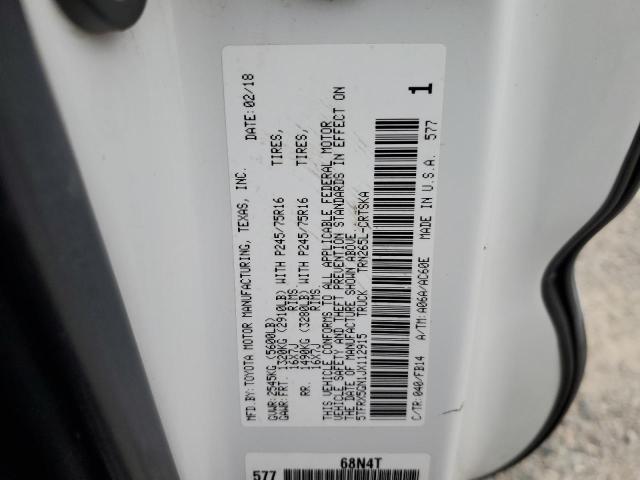 MFD.BY: TOYOTA MOTOR MANUFACTURING, TEXAS, INC. DATE: 02/18
GVWR: 2545KG (5600LB)
GAWR: FRT. 1320KG (2910LB) WITH P245/75R16 TIRES,
16X7J RIMS
RR. 1490KG (3280LB) WITH P245/75R16 TIRES,
16X7J RIMS.
THIS VEHICLE CONFORMS TO ALL APPLICABLE FEDERAL MOTOR
VEHICLE SAFETY AND THEFT PREVENTION STANDARDS IN EFFECT ON
THE DATE OF MANUFACTURE SHOWN ABOVE.
5TFRX5GN1JX112915 TRUCK TRN265L-CRTSKA
C/TR: 040/FB14 A/TM: A06A/AC60E MADE IN U.S.A. 577
1
68N4T
577